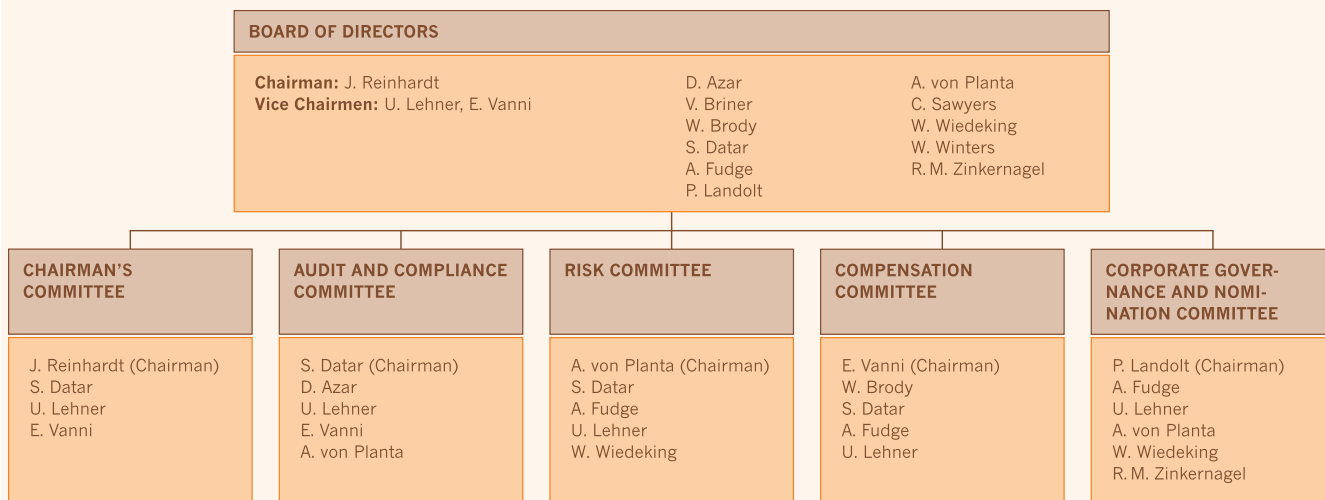 BOARD OF DIRECTORS
Chairman: J. Reinhardt
Vice Chairmen: U. Lehner, E. Vanni
D. Azar
V. Briner
W. Brody
S. Datar
A. Fudge
P. Landolt
A. von Planta
C. Sawyers
W. Wiedeking
W. Winters
R. M. Zinkernagel
CHAIRMAN’S
COMMITTEE
J. Reinhardt (Chairman)
S. Datar
U. Lehner
E. Vanni
AUDIT AND COMPLIANCE
COMMITTEE
S. Datar (Chairman)
D. Azar
U. Lehner
E. Vanni
A. von Planta
RISK COMMITTEE
A. von Planta (Chairman)
S. Datar
A. Fudge
U. Lehner
W. Wiedeking
COMPENSATION
COMMITTEE
E. Vanni (Chairman)
W. Brody
S. Datar
A. Fudge
U. Lehner
CORPORATE GOVER-
NANCE AND NOMI-
NATION COMMITTEE
P. Landolt (Chairman)
A. Fudge
U. Lehner
A. von Planta
W. Wiedeking
R. M. Zinkernagel